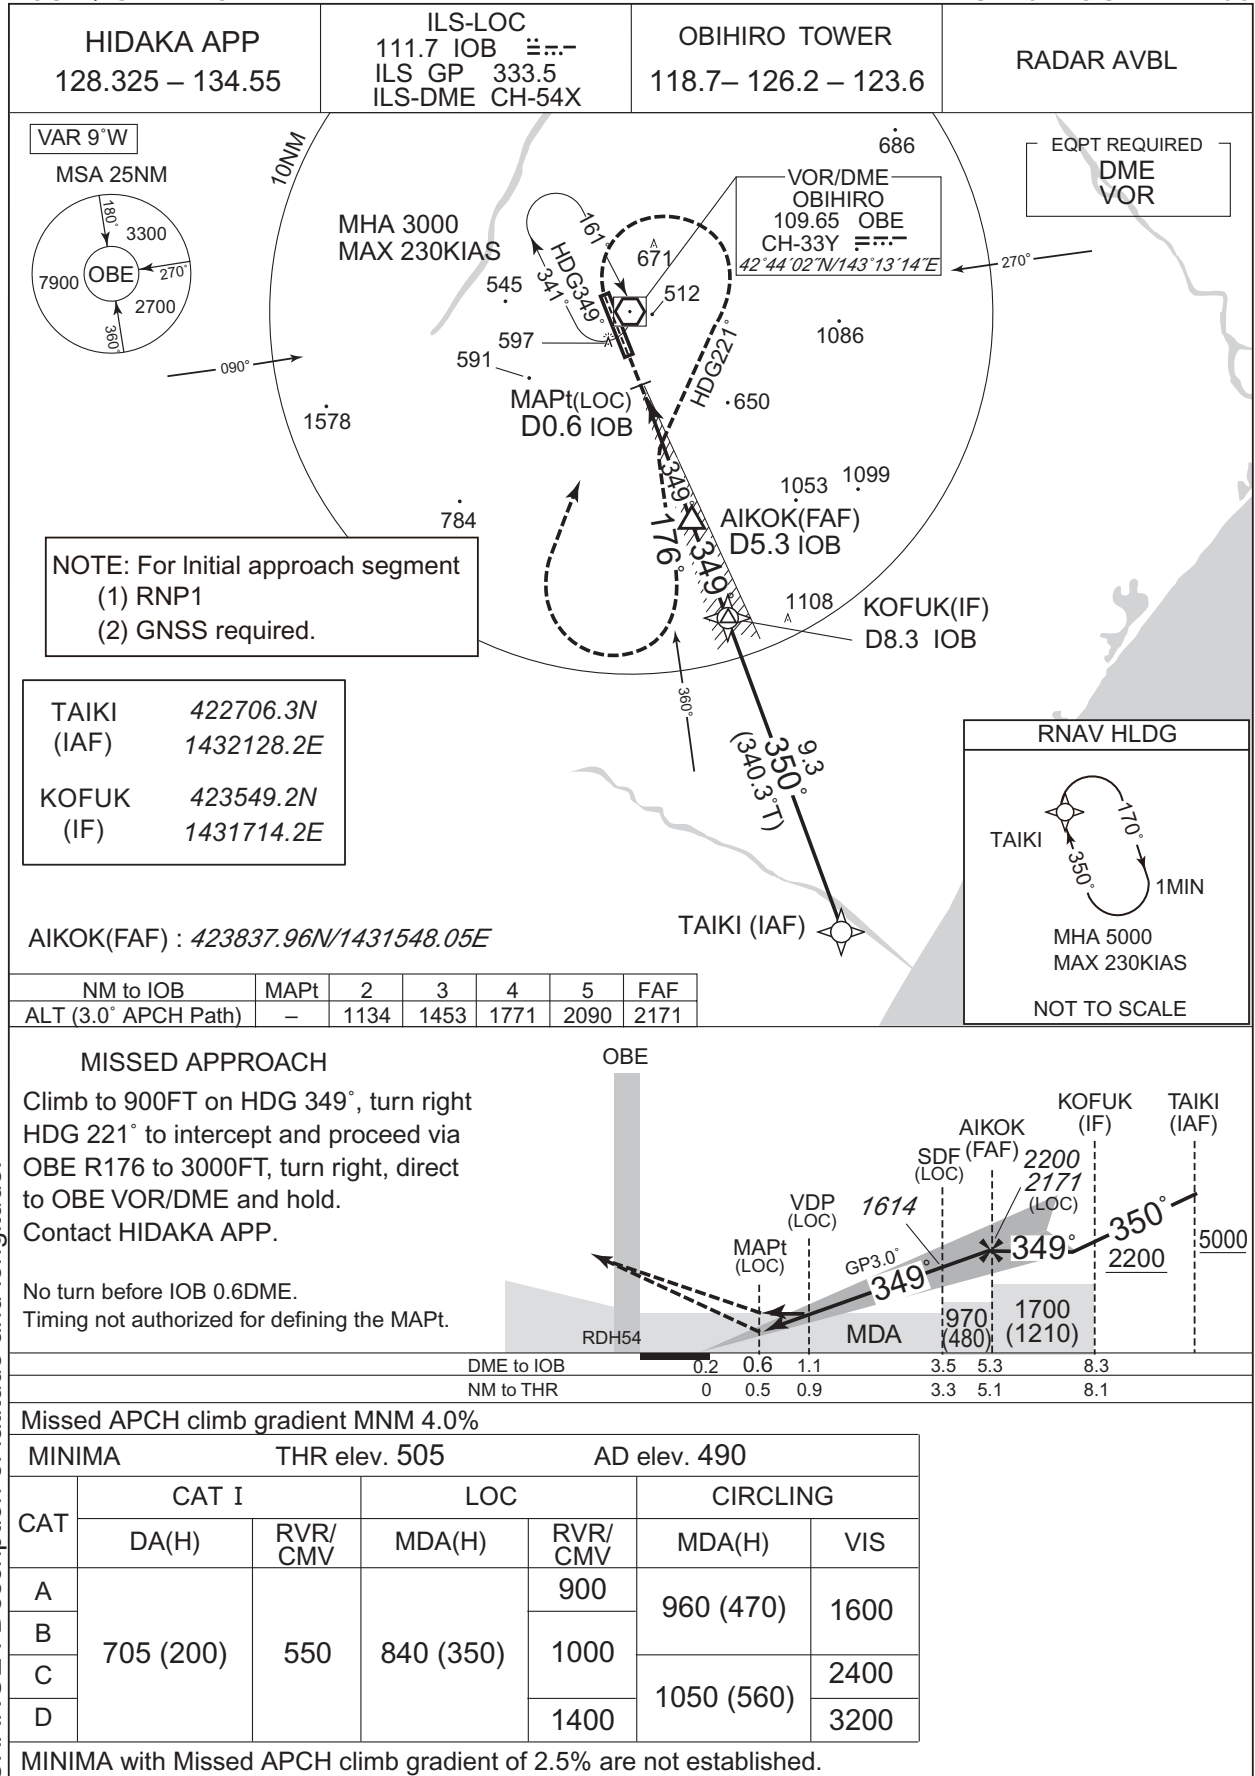 HIDAKA APP
128.325 – 134.55
ILS-LOC
111.7 IOB
ILS GP 333.5
ILS-DME CH-54X
OBIHIRO TOWER
118.7– 126.2 – 123.6
RADAR AVBL
VAR 9˚W
MSA 25NM
180˚
3300
7900
OBE
270˚
2700
360˚
10NM
MHA 3000
MAX 230KIAS
161˚
341˚
HDG349˚
671
686
VOR/DME
OBIHIRO
109.65 OBE
CH-33Y
42˚44´02˝N/143˚13´14˝E
EQPT REQUIRED
DME
VOR
270˚
545
512
597
591
1086
090˚
HDG221˚
650
1578
MAPt(LOC)
D0.6 IOB
349˚
1053
1099
784
AIKOK(FAF)
D5.3 IOB
176˚
349˚
NOTE: For Initial approach segment
(1) RNP1
(2) GNSS required.
1108
KOFUK(IF)
D8.3 IOB
360˚
TAIKI
(IAF)
422706.3N
1432128.2E
KOFUK
(IF)
423549.2N
1431714.2E
9.3
350˚
(340.3˚T)
RNAV HLDG
TAIKI
170˚
350˚
1MIN
MHA 5000
MAX 230KIAS
NOT TO SCALE
TAIKI (IAF)
AIKOK(FAF) : 423837.96N/1431548.05E
NM to IOB MAPt 2 3 4 5 FAF
ALT (3.0˚ APCH Path) – 1134 1453 1771 2090 2171
MISSED APPROACH
Climb to 900FT on HDG 349˚, turn right
HDG 221˚ to intercept and proceed via
OBE R176 to 3000FT, turn right, direct
to OBE VOR/DME and hold.
Contact HIDAKA APP.
No turn before IOB 0.6DME.
Timing not authorized for defining the MAPt.
OBE
KOFUK
(IF)
TAIKI
(IAF)
AIKOK
(FAF)
SDF
(LOC)
2200
2171
(LOC)
VDP
(LOC)
1614
MAPt
(LOC)
GP3.0˚
349˚
349˚
350˚
2200
5000
RDH54
MDA
970
(480)
1700
(1210)
DME to IOB 0.2 0.6 1.1 3.5 5.3 8.3
NM to THR 0 0.5 0.9 3.3 5.1 8.1
Missed APCH climb gradient MNM 4.0%
MINIMA THR elev. 505 AD elev. 490
CAT
CAT I
LOC
CIRCLING
DA(H)
RVR/
CMV
MDA(H)
RVR/
CMV
MDA(H)
VIS
A
B
C
D
705 (200)
550
840 (350)
900
1000
1400
960 (470)
1050 (560)
1600
2400
3200
MINIMA with Missed APCH climb gradient of 2.5% are not established.